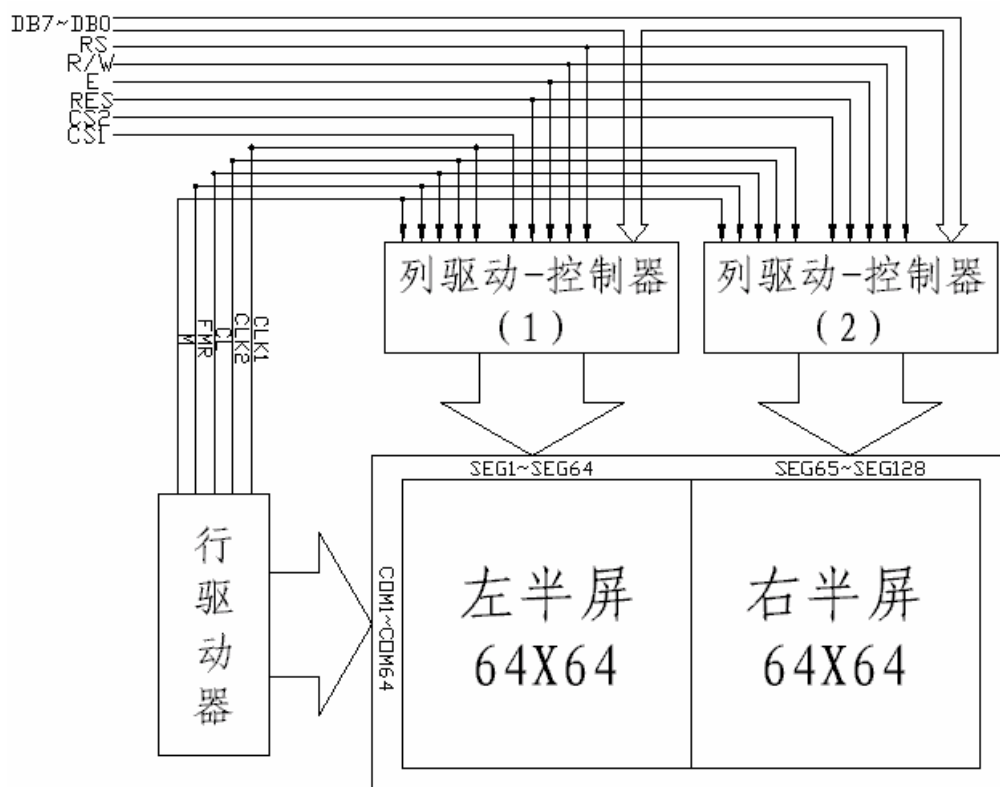 DB7~DB0
RS
R/W
E
RES
CS2
CS1
列驱动-控制器
(1)
列驱动-控制器
(2)
M
FMR
CL
CLK2
CLK1
SEG1~SEG64
SEG65~SEG128
行驱动器
COM1~COM64
左半屏
64X64
右半屏
64X64